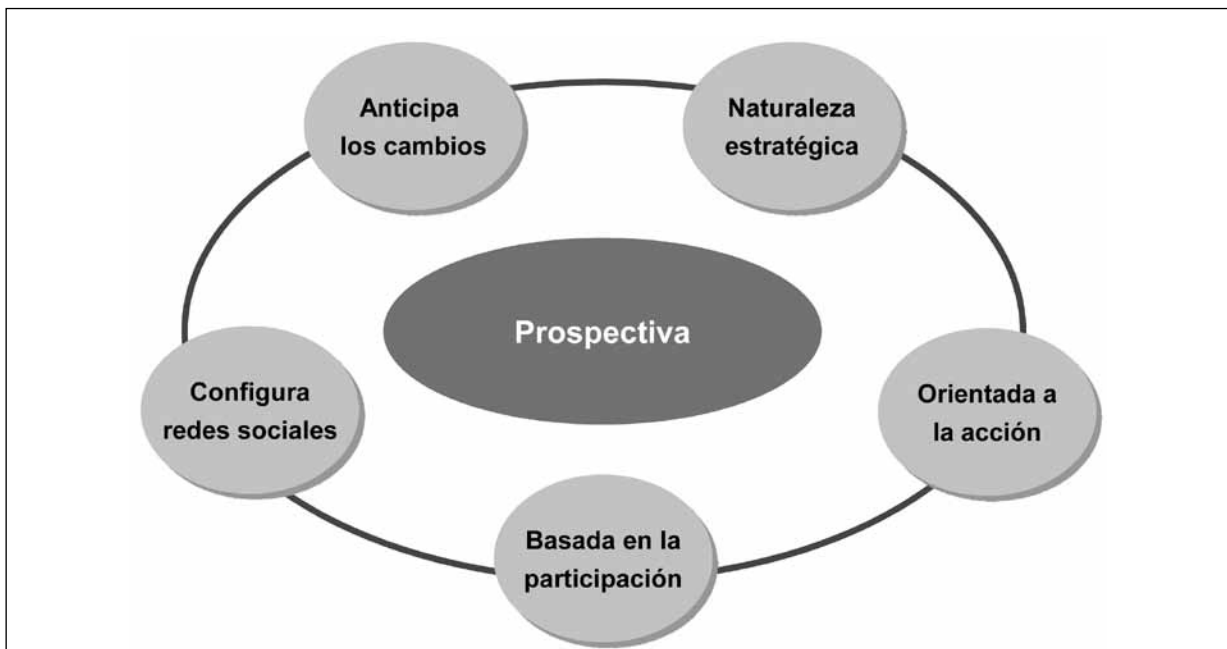 Anticipa
los cambios
Naturaleza
estratégica
Prospectiva
Configura
redes sociales
Orientada a
la acción
Basada en la
participación